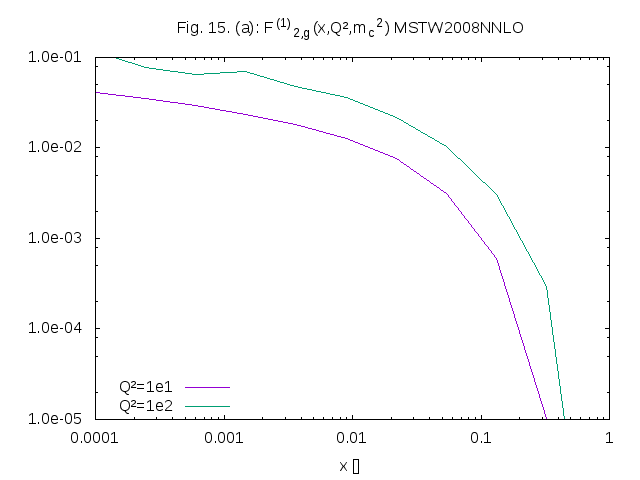 Fig. 15. (a): F⁽¹⁾₂,g(x,Q²,mc²) MSTW2008NNLO
1.0e-01
1.0e-02
1.0e-03
1.0e-04
1.0e-05
Q²=1e1
Q²=1e2
0.0001 0.001 0.01 0.1 1
x []